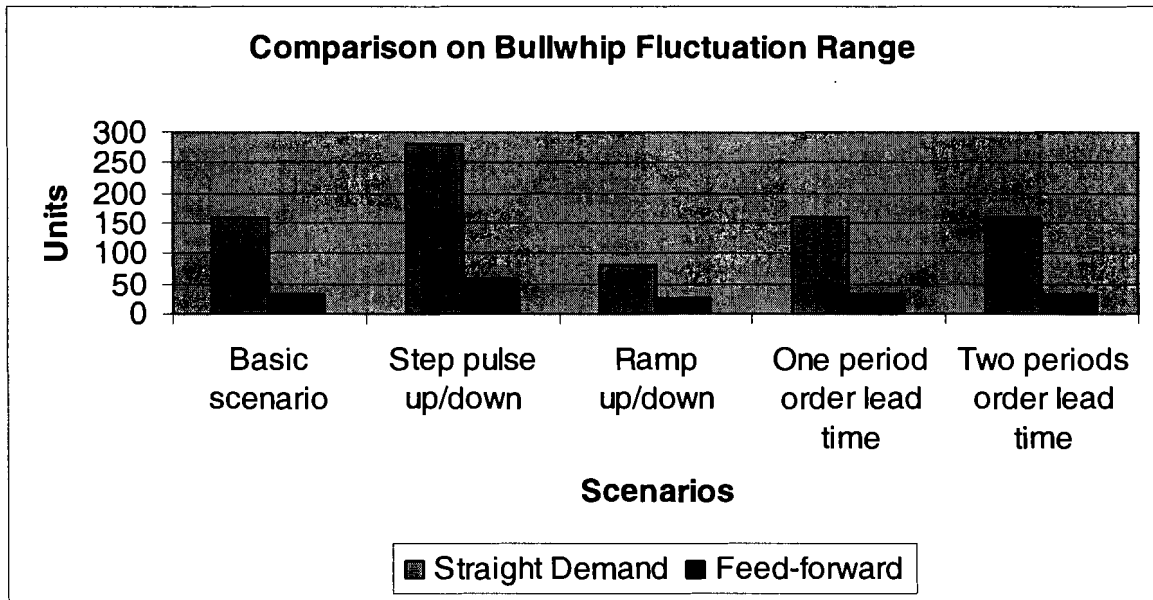 Comparison on Bullwhip Fluctuation Range
300
250
200
150
100
50
0
Units
Basic scenario
Step pulse up/down
Ramp up/down
One period order lead time
Two periods order lead time
Scenarios
Straight Demand Feed-forward